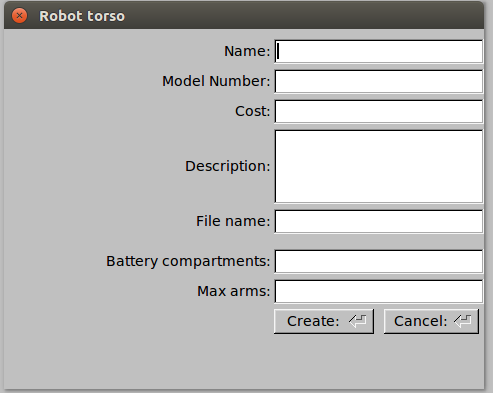 Robot torso
Name:
Model Number:
Cost:
Description:
File name:
Battery compartments:
Max arms:
Create: Cancel: